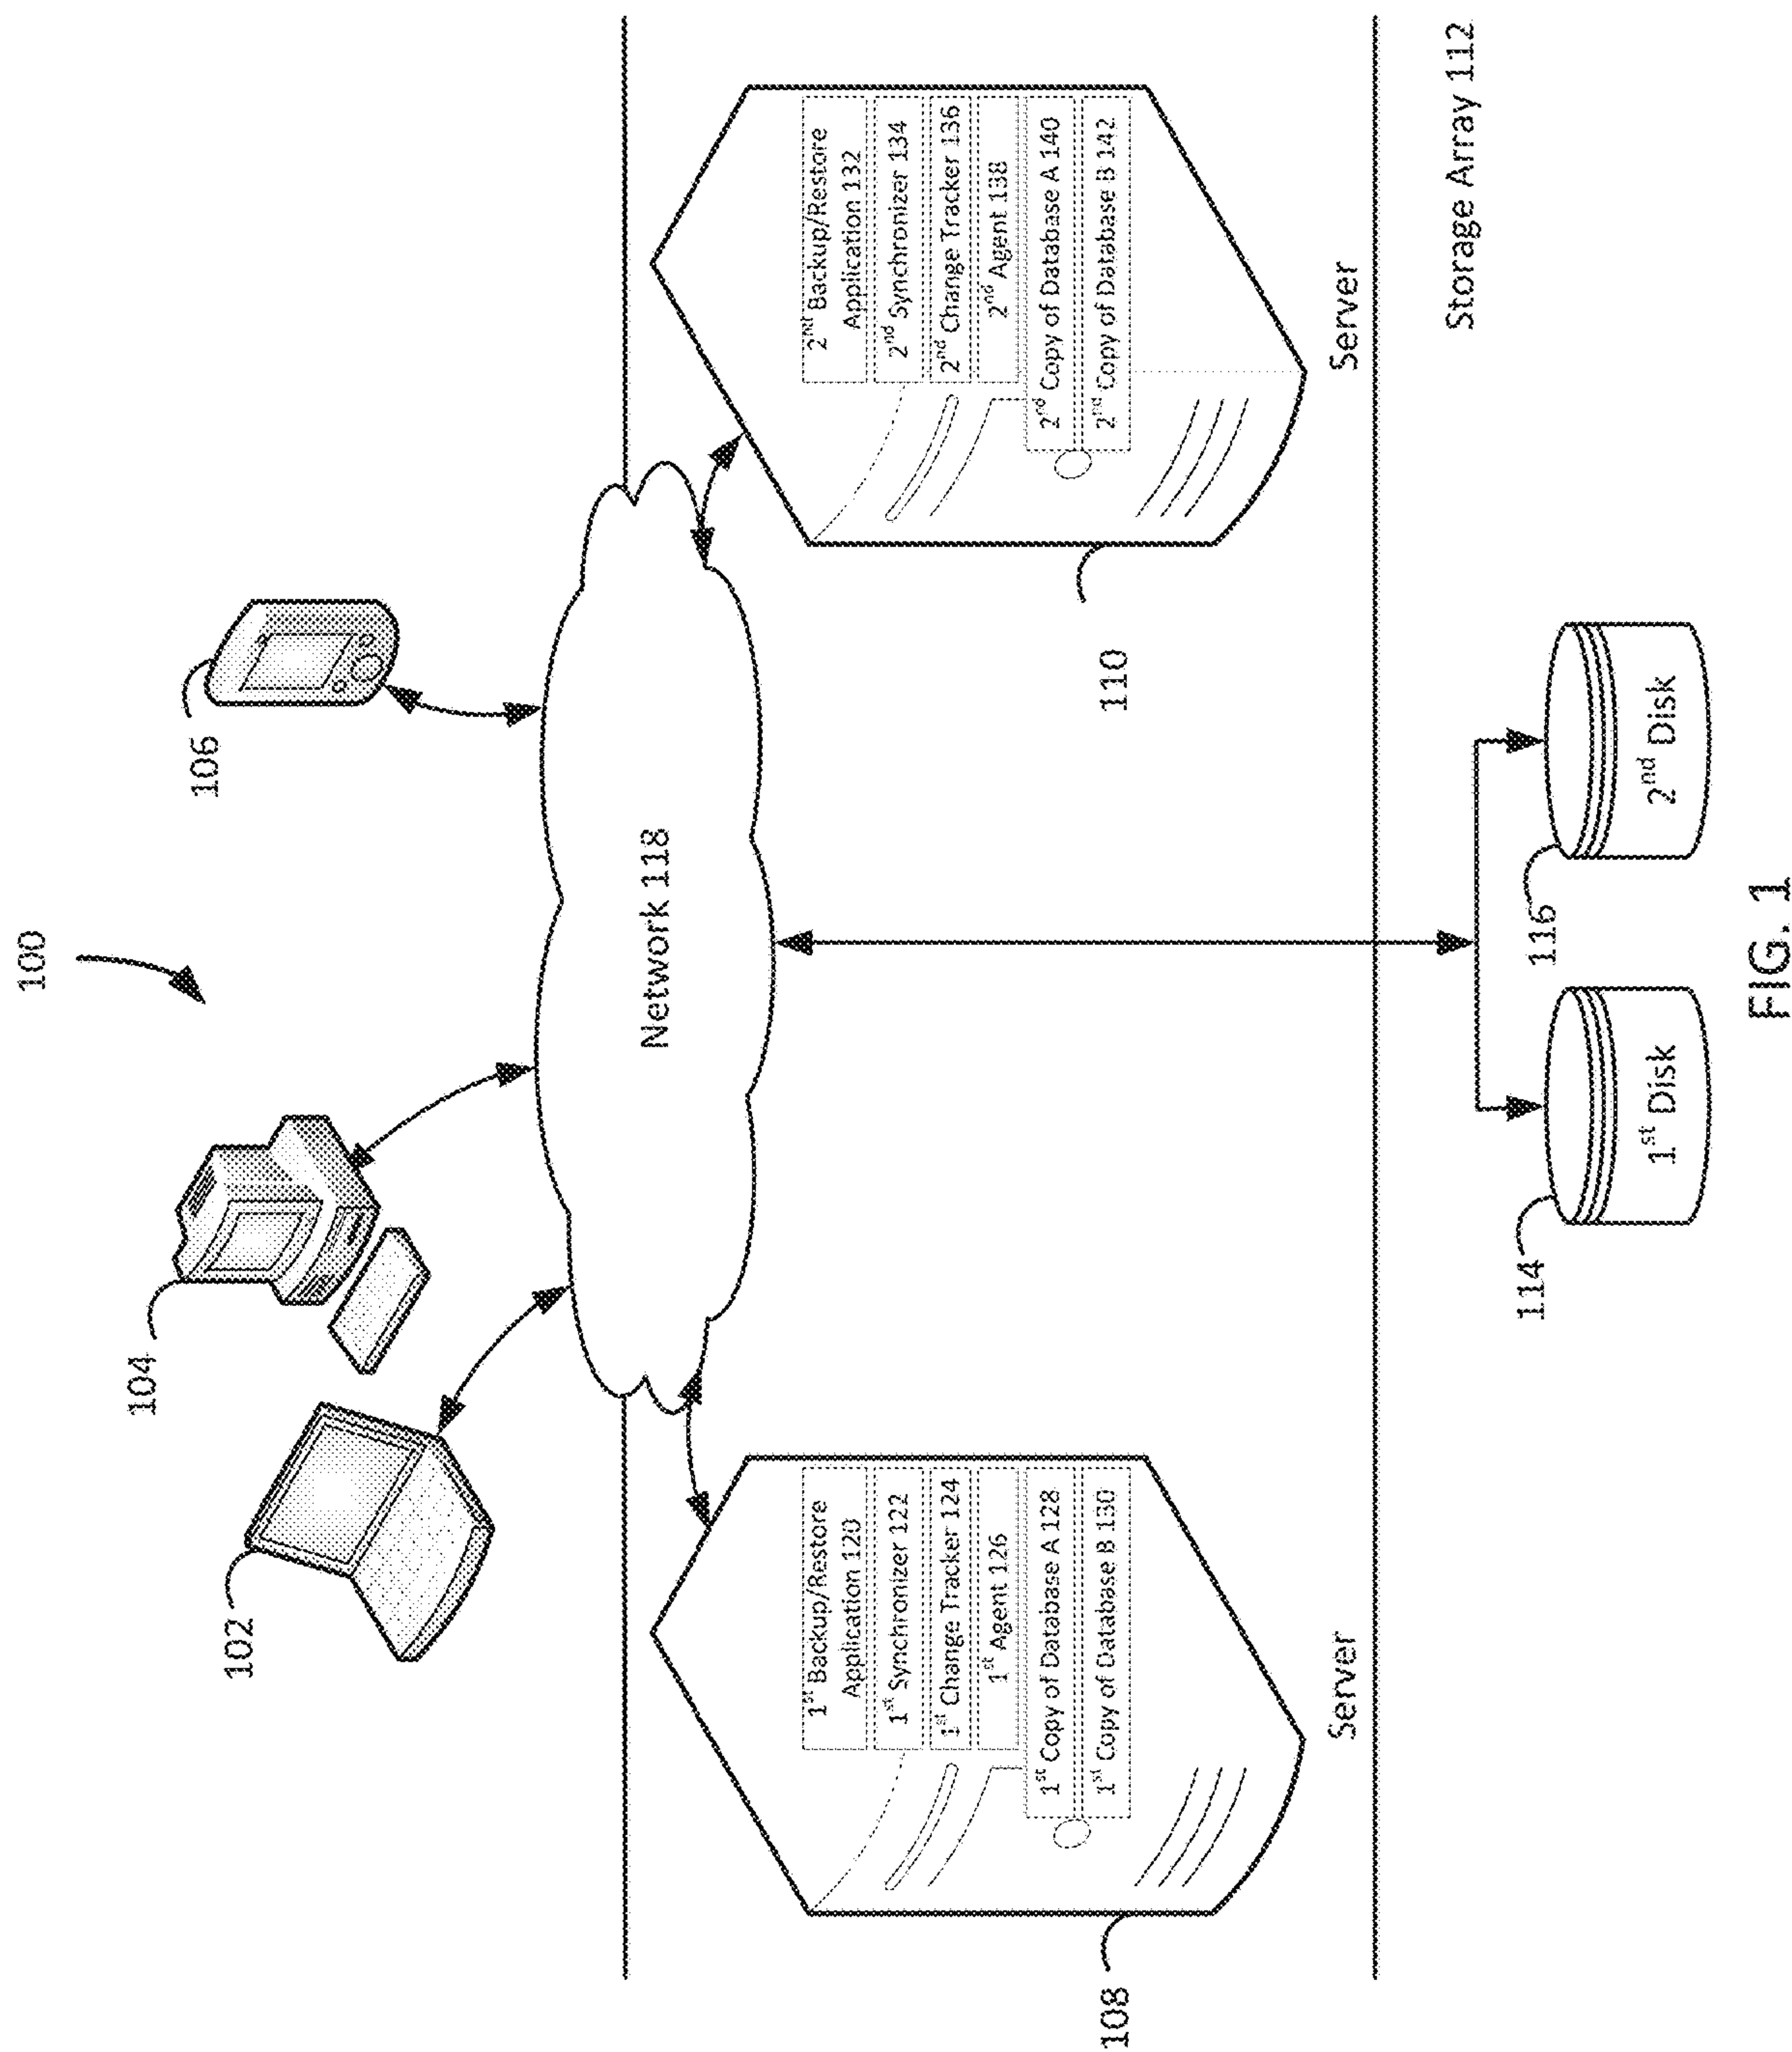 100
102
104
106
Network 118
108
1st Backup/Restore
Application 120
1st Synchronizer 122
1st Change Tracker 124
1st Agent 126
1st Copy of Database A 128
1st Copy of Database B 130
Server
110
2nd Backup/Restore
Application 132
2nd Synchronizer 134
2nd Change Tracker 136
2nd Agent 138
2nd Copy of Database A 140
2nd Copy of Database B 142
Server
Storage Array 112
114
1st Disk
116
2nd Disk
FIG. 1